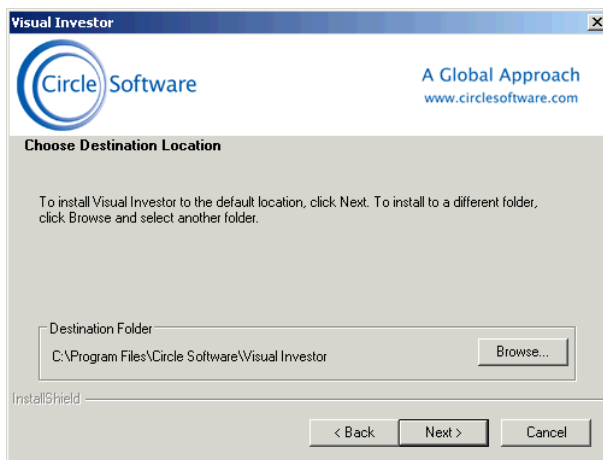 Visual Investor
Circle Software
A Global Approach
www.circlesoftware.com
Choose Destination Location
To install Visual Investor to the default location, click Next. To install to a different folder,
click Browse and select another folder.
Destination Folder
C:\Program Files\Circle Software\Visual Investor
Browse...
InstallShield
< Back
Next >
Cancel